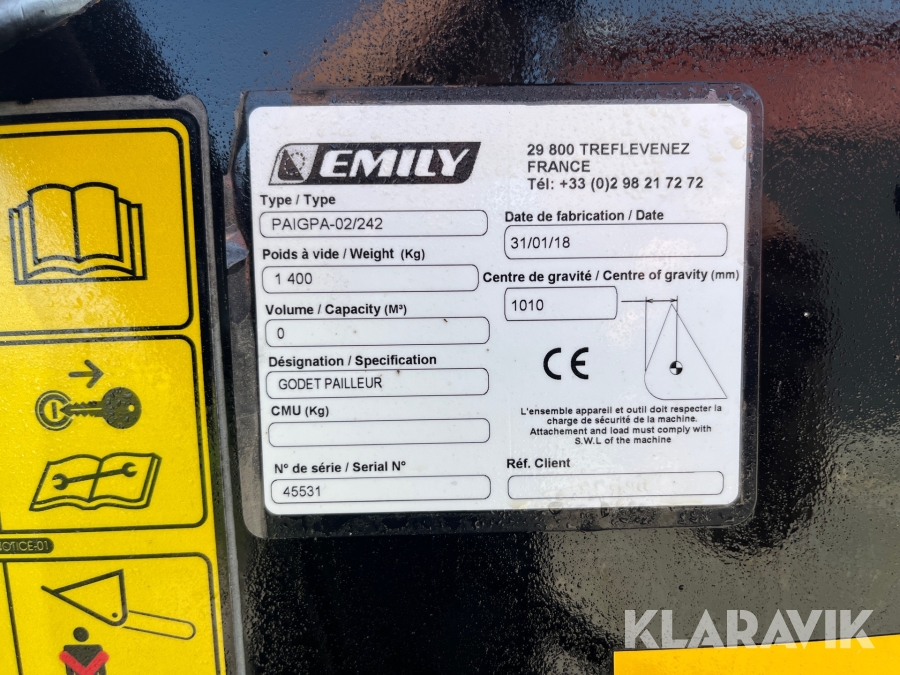 EMILY
29 800 TREFLEVENEZ
FRANCE
Tél: +33 (0)2 98 21 72 72
Type / Type
PAIGPA-02/242
Date de fabrication / Date
31/01/18
Poids à vide / Weight (Kg)
1 400
Centre de gravité / Centre of gravity (mm)
1010
Volume / Capacity (M³)
0
Désignation / Specification
GODET PAILLEUR
CE
CMU (Kg)
L'ensemble appareil et outil doit respecter la
charge de sécurité de la machine.
Attachement and load must comply with
S.W.L of the machine
N° de série / Serial N°
45531
Réf. Client
NOTICE-01
KLARAVIK